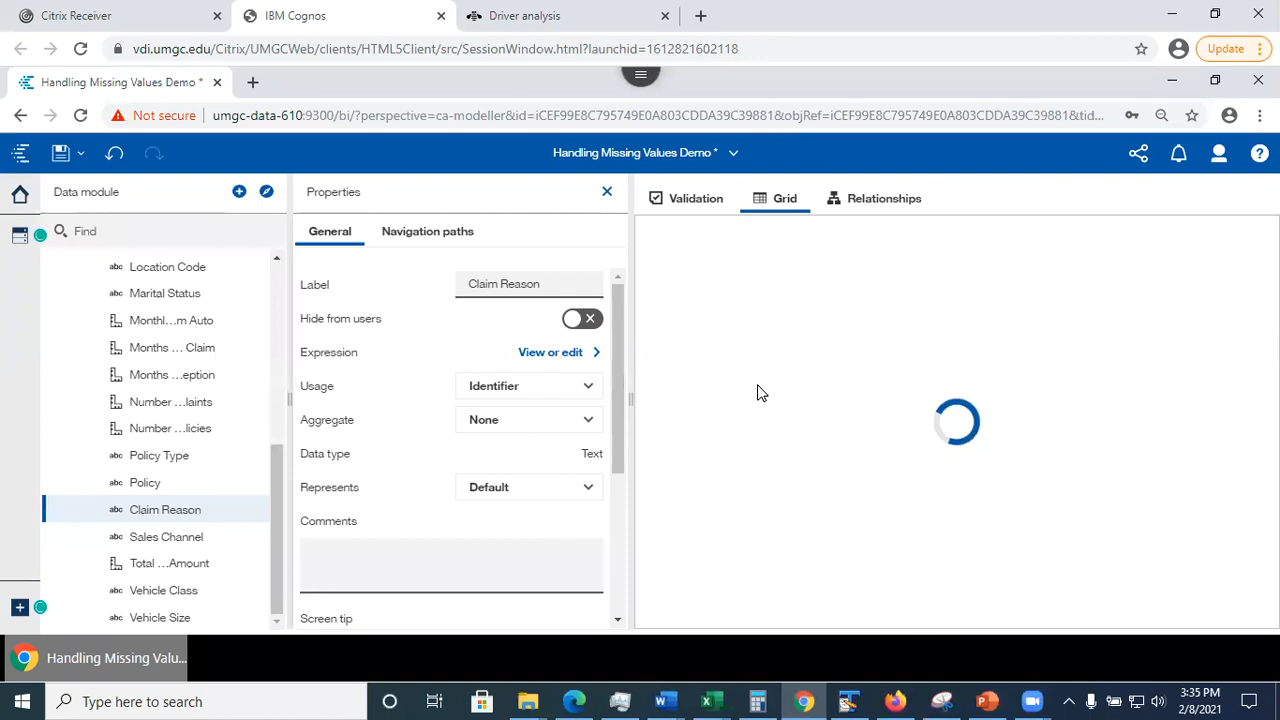 Citrix Receiver
IBM Cognos
Driver analysis
vdi.umgc.edu/Citrix/UMGCWeb/clients/HTML5Client/src/SessionWindow.html?launchid=1612821602118
Update
Handling Missing Values Demo *
Not secure
umgc-data-610:9300/bi/?perspective=ca-modeller&id=iCEF99E8C795749E0A803CDDA39C39881&objRef=iCEF99E8C795749E0A803CDDA39C39881&tid...
Handling Missing Values Demo *
Data module
Properties
Validation
Grid
Relationships
Find
General
Navigation paths
Location Code
Marital Status
Monthl...m Auto
Months ... Claim
Months ...eption
Number ...laints
Number ...licies
Policy Type
Policy
Claim Reason
Sales Channel
Total ...Amount
Vehicle Class
Vehicle Size
Label
Claim Reason
Hide from users
Expression
View or edit
Usage
Identifier
Aggregate
None
Data type
Text
Represents
Default
Comments
Screen tip
Handling Missing Valu...
Type here to search
3:35 PM
2/8/2021